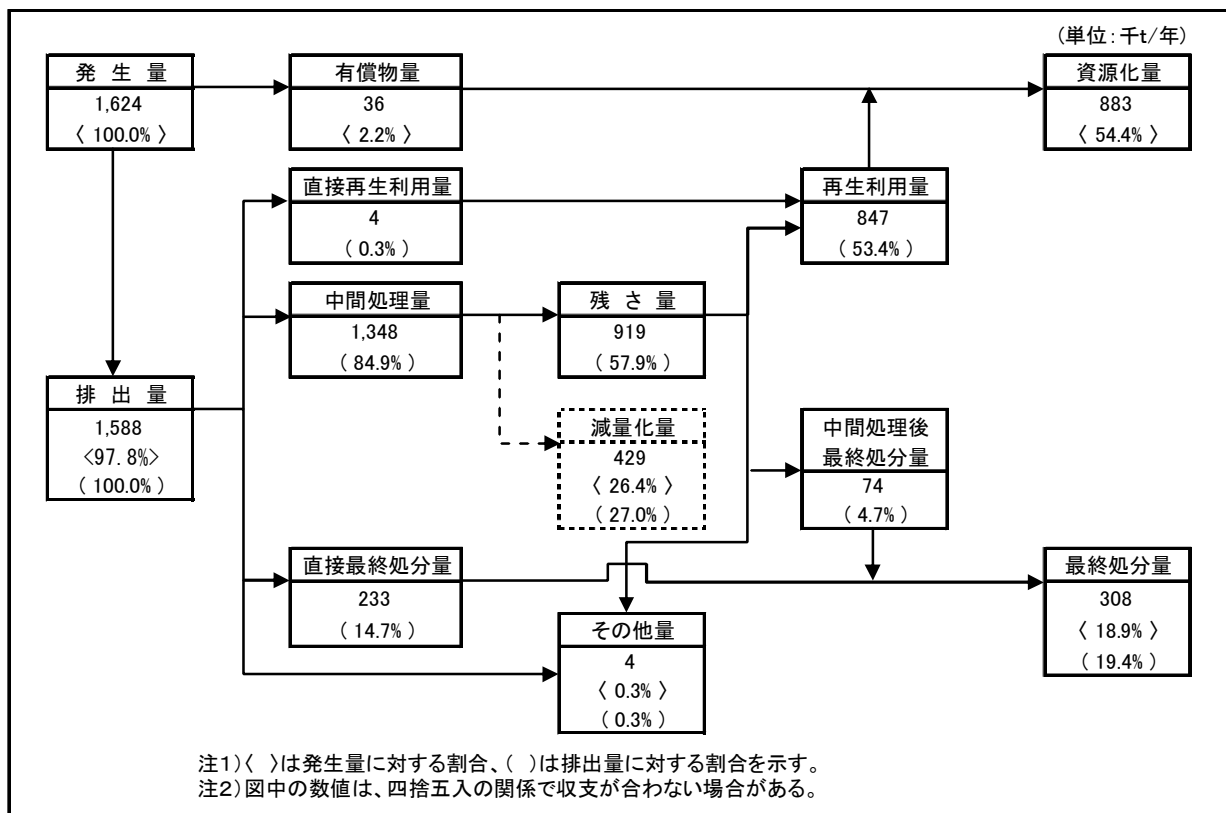 (単位:千t/年)
発 生 量
1,624
〈 100.0% 〉
有償物量
36
〈 2.2% 〉
資源化量
883
〈 54.4% 〉
直接再生利用量
4
( 0.3% )
再生利用量
847
( 53.4% )
中間処理量
1,348
( 84.9% )
残 さ 量
919
( 57.9% )
排 出 量
1,588
<97.8%>
( 100.0% )
減量化量
429
〈 26.4% 〉
( 27.0% )
中間処理後
最終処分量
74
( 4.7% )
直接最終処分量
233
( 14.7% )
その他量
4
〈 0.3% 〉
( 0.3% )
最終処分量
308
〈 18.9% 〉
( 19.4% )
注1)〈 〉は発生量に対する割合、( )は排出量に対する割合を示す。
注2)図中の数値は、四捨五入の関係で収支が合わない場合がある。